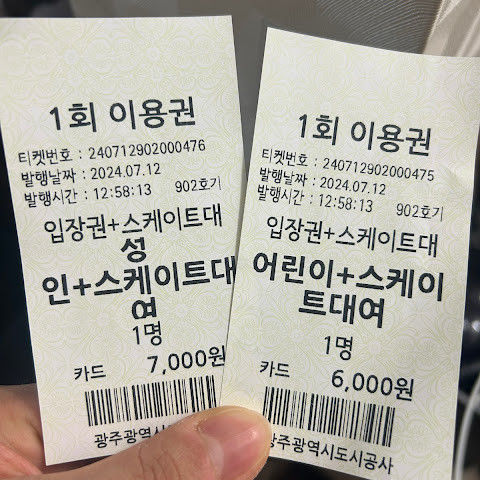 1회 이용권
티켓번호 : 240712902000476
발행날짜 : 2024.07.12
발행시간 : 12:58:13 902호기
입장권+스케이트대
성
인+스케이트대
여
1명
카드 7,000원
광주광역시
1회 이용권
티켓번호 : 240712902000475
발행날짜 : 2024.07.12
발행시간 : 12:58:13 902호기
입장권+스케이트대
어린이+스케이
트대여
1명
카드 6,000원
광주광역시도시공사